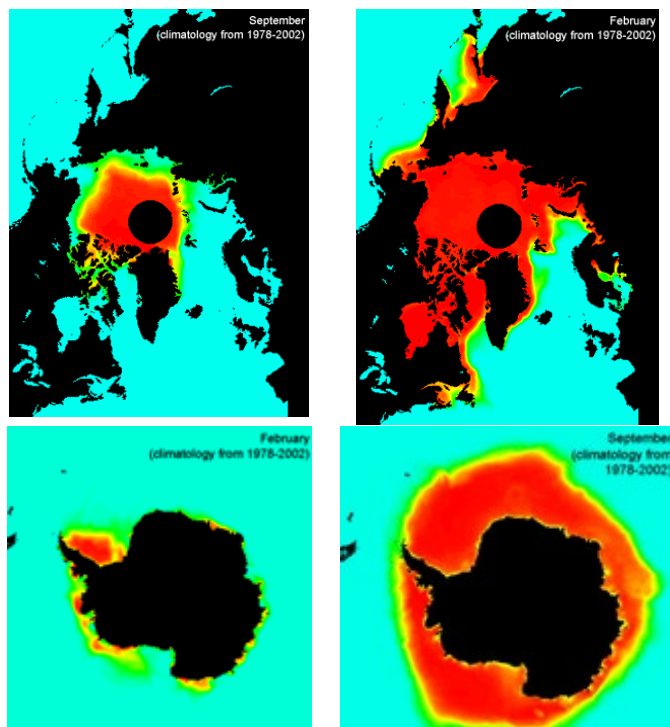 September
(climatology from 1978-2002)
February
(climatology from 1978-2002)
February
(climatology from 1978-2002)
September
(climatology from
1978-2002)